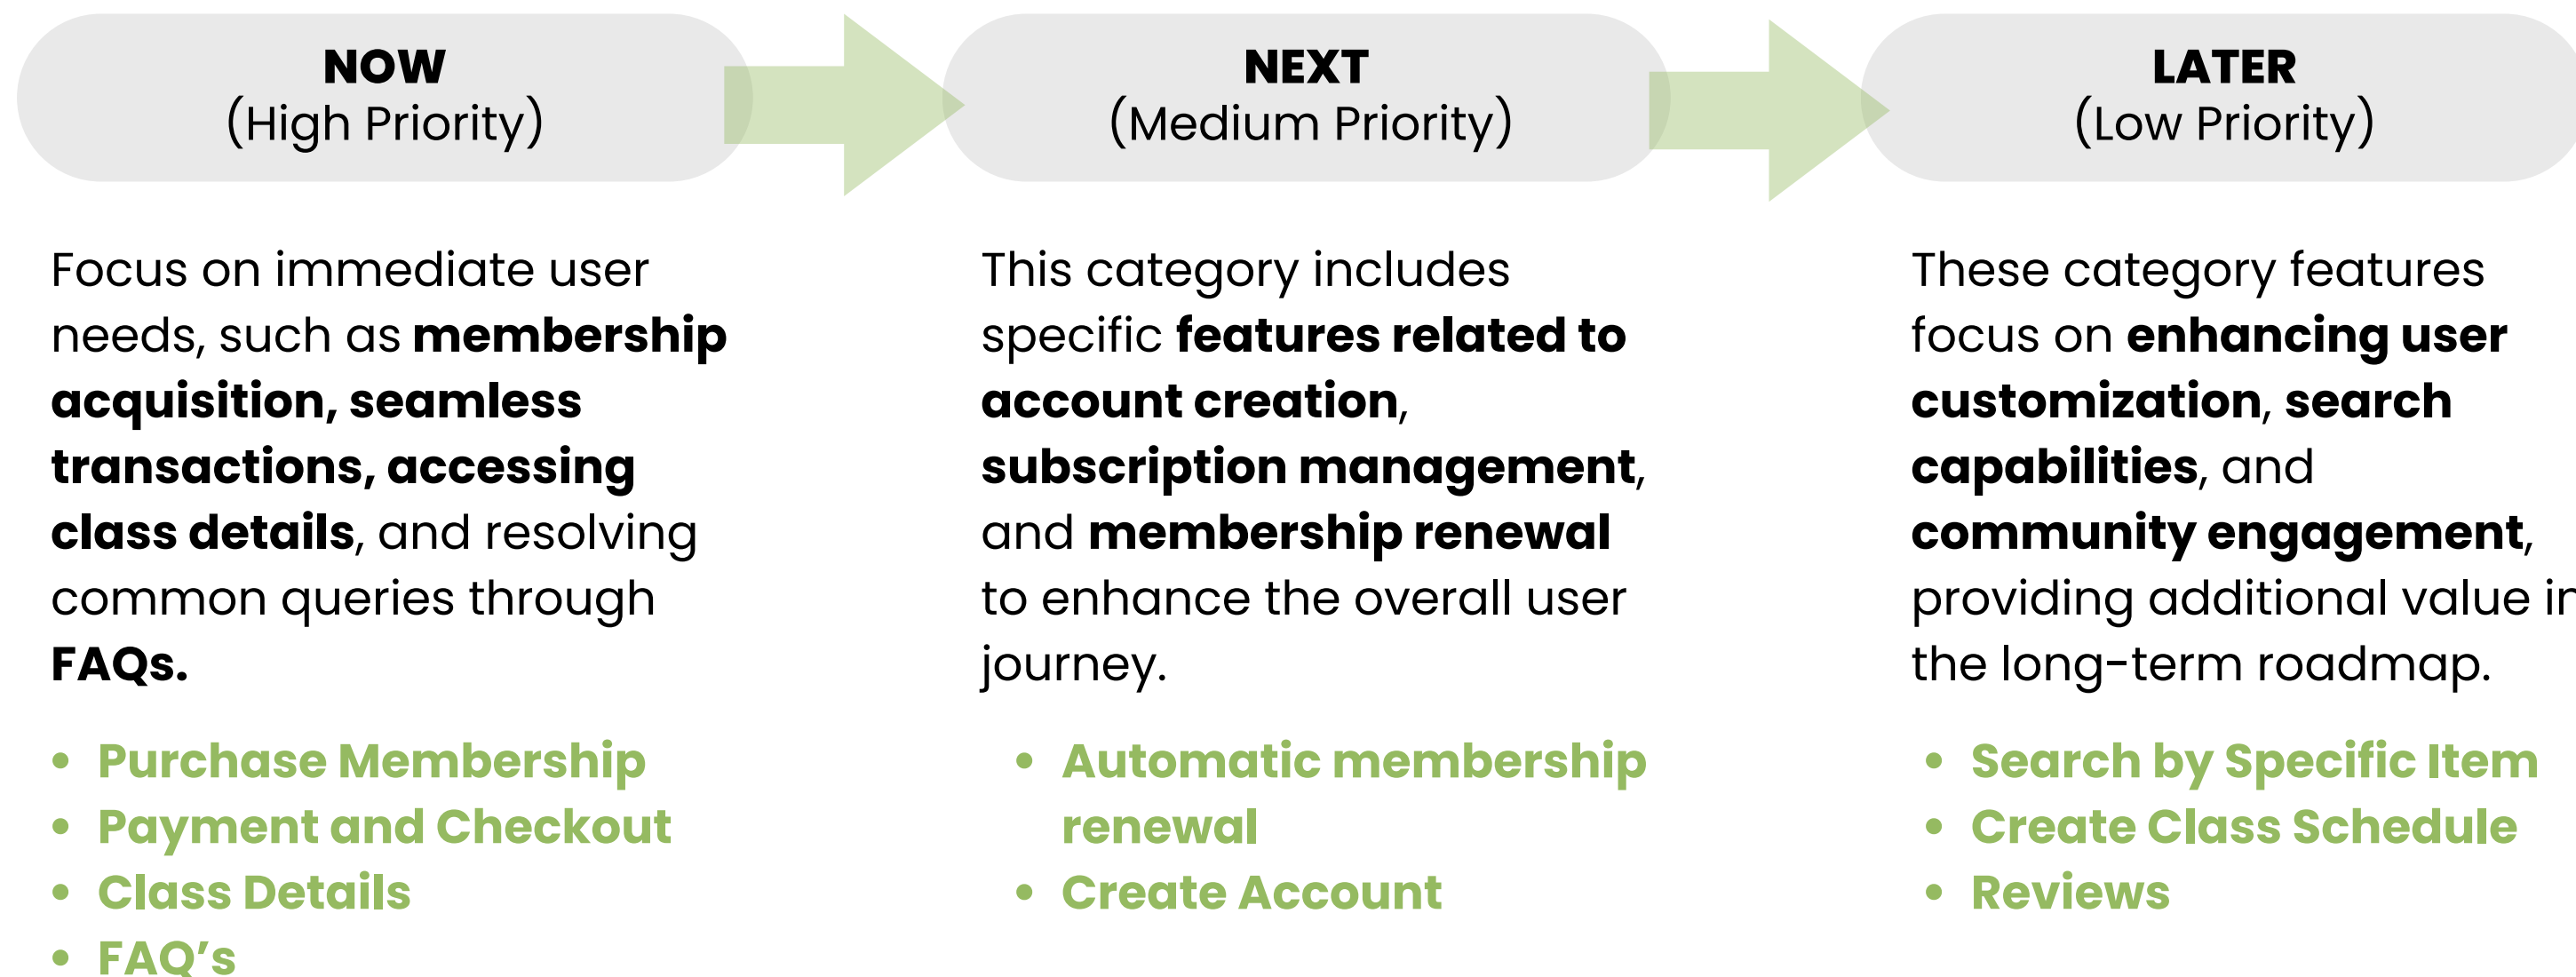 NOW
(High Priority)
Focus on immediate user
needs, such as membership
acquisition, seamless
transactions, accessing
class details, and resolving
common queries through
FAQs.
• Purchase Membership
• Payment and Checkout
• Class Details
• FAQ’s
NEXT
(Medium Priority)
This category includes
specific features related to
account creation,
subscription management,
and membership renewal
to enhance the overall user
journey.
• Automatic membership
renewal
• Create Account
LATER
(Low Priority)
These category features
focus on enhancing user
customization, search
capabilities, and
community engagement,
providing additional value in
the long-term roadmap.
• Search by Specific Item
• Create Class Schedule
• Reviews